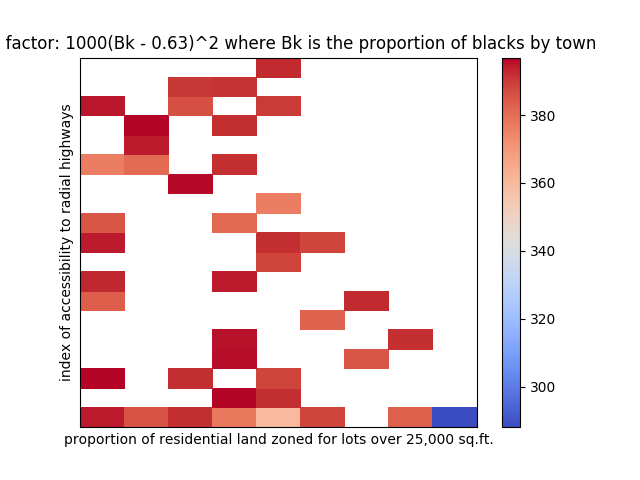 factor: 1000(Bk - 0.63)^2 where Bk is the proportion of blacks by town
index of accessibility to radial highways
380
360
340
320
300
proportion of residential land zoned for lots over 25,000 sq.ft.